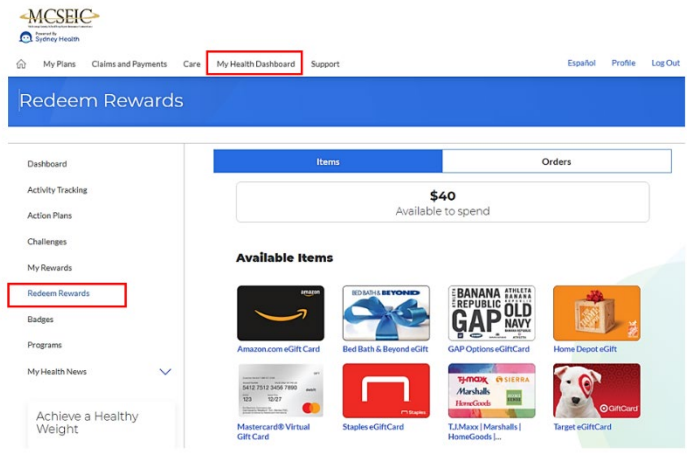 MCSEIC
Powered By
Sydney Health
My Plans Claims and Payments Care My Health Dashboard Support Español Profile Log Out
Redeem Rewards
Dashboard
Activity Tracking
Action Plans
Challenges
My Rewards
Redeem Rewards
Badges
Programs
My Health News
Achieve a Healthy
Weight
Items Orders
$40
Available to spend
Available Items
amazon
BED BATH & BEYOND
BANANA REPUBLIC
ATHLETA
GAP
OLD NAVY
Amazon.com eGift Card
Bed Bath & Beyond eGift
GAP Options eGiftCard
Home Depot eGift
5412 7512 3456 7890
debit
123 12/27
Staples
TJ-maxx SIERRA
Marshalls
HomeGoods
GiftCard
Mastercard® Virtual
Gift Card
Staples eGiftCard
T.J.Maxx | Marshalls |
HomeGoods |...
Target eGiftCard